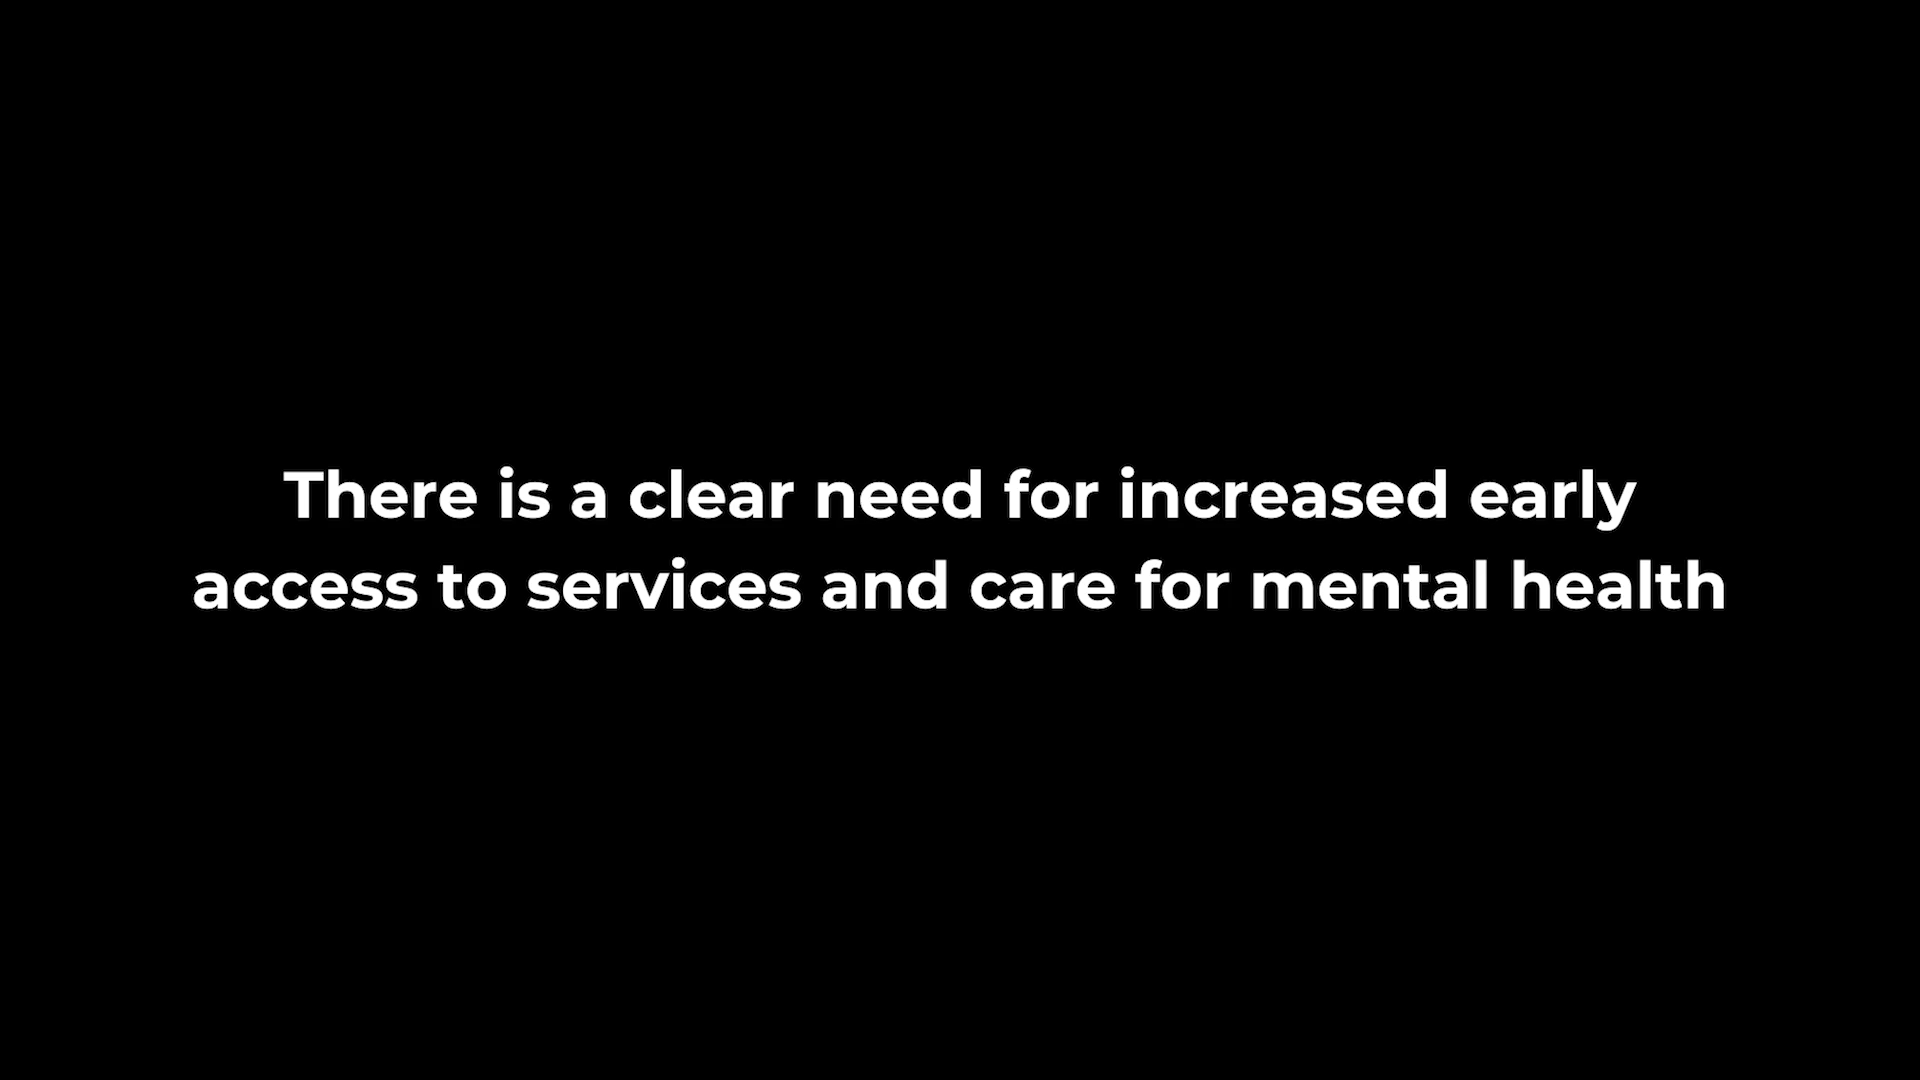 There is a clear need for increased early
access to services and care for mental health